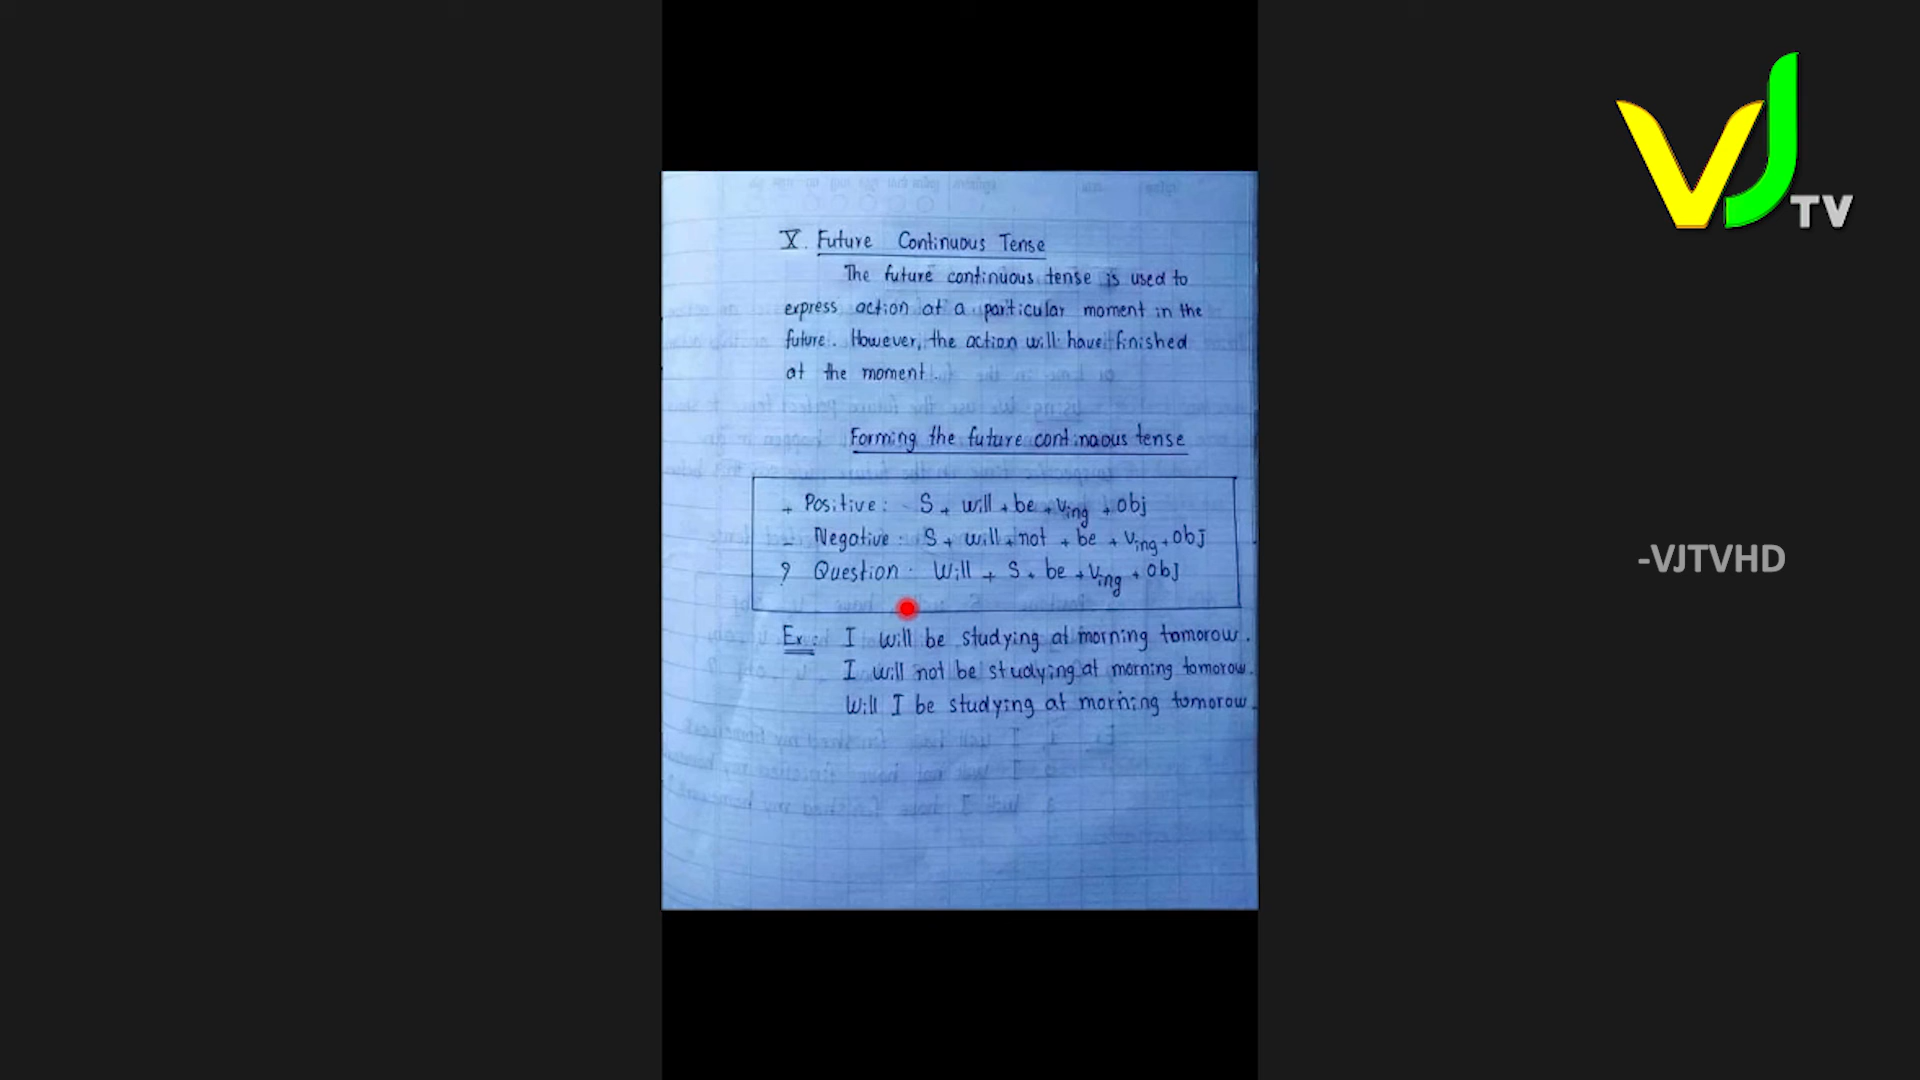 V. Future Continuous Tense
The future continuous tense is used to
express action at a particular moment in the
future. However, the action will have finished
at the moment.
Forming the future continaous tense
+ Positive: S + will + be + Ving + obj
- Negative: S + will + not + be + Ving + obj
? Question: Will + S + be + Ving + obj
Ex: I will be studying at morning tomorow.
I will not be studying at morning tomorow.
Will I be studying at morning tomorow.
VJ TV
-VJTVHD